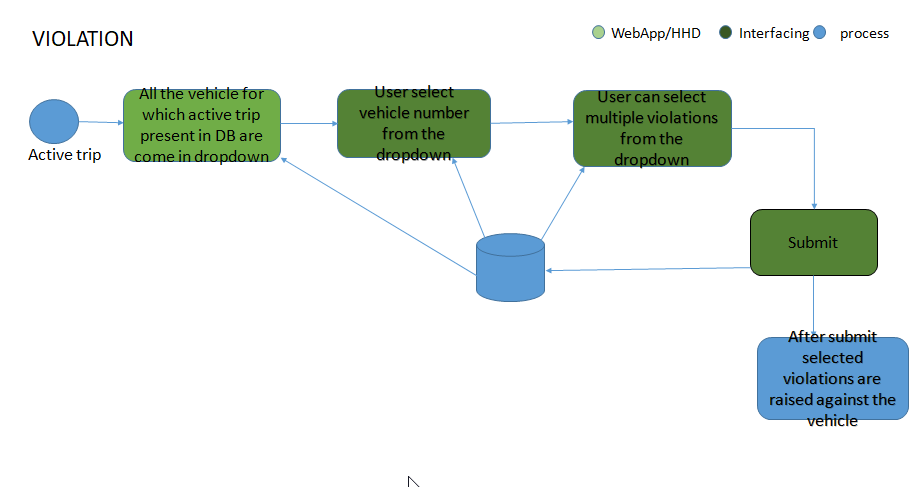 VIOLATION
WebApp/HHD
Interfacing
process
Active trip
All the vehicle for
which active trip
present in DB are
come in dropdown
User select
vehicle number
from the
dropdown
User can select
multiple violations
from the
dropdown
Submit
After submit
selected
violations are
raised against the
vehicle